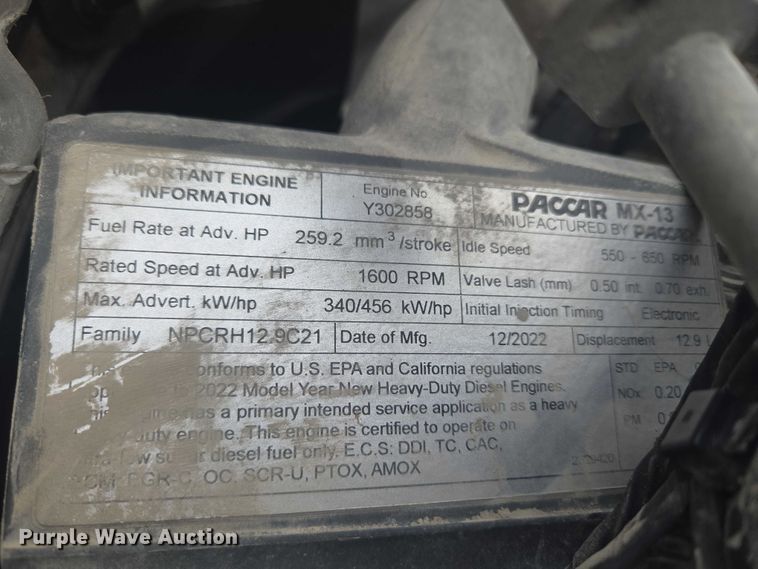 IMPORTANT ENGINE
INFORMATION
Engine No
Y302858
PACCAR MX-13
MANUFACTURED BY PACCAR
Fuel Rate at Adv. HP 259.2 mm³/stroke
Idle Speed 550 - 650 RPM
Rated Speed at Adv. HP 1600 RPM
Valve Lash (mm) 0.50 int. 0.70 exh.
Max. Advert. kW/hp 340/456 kW/hp
Initial Injection Timing Electronic
Family NPCRH12.9C21
Date of Mfg. 12/2022
Displacement 12.9
conforms to U.S. EPA and California regulations
2022 Model Year New Heavy-Duty Diesel Engines.
has a primary intended service application as a heavy
duty engine. This engine is certified to operate on
low diesel fuel only. E.C.S: DDI, TC, CAC,
EGR-C, OC, SCR-U, PTOX, AMOX
STD EPA
NOx 0.20
PM
Purple Wave Auction